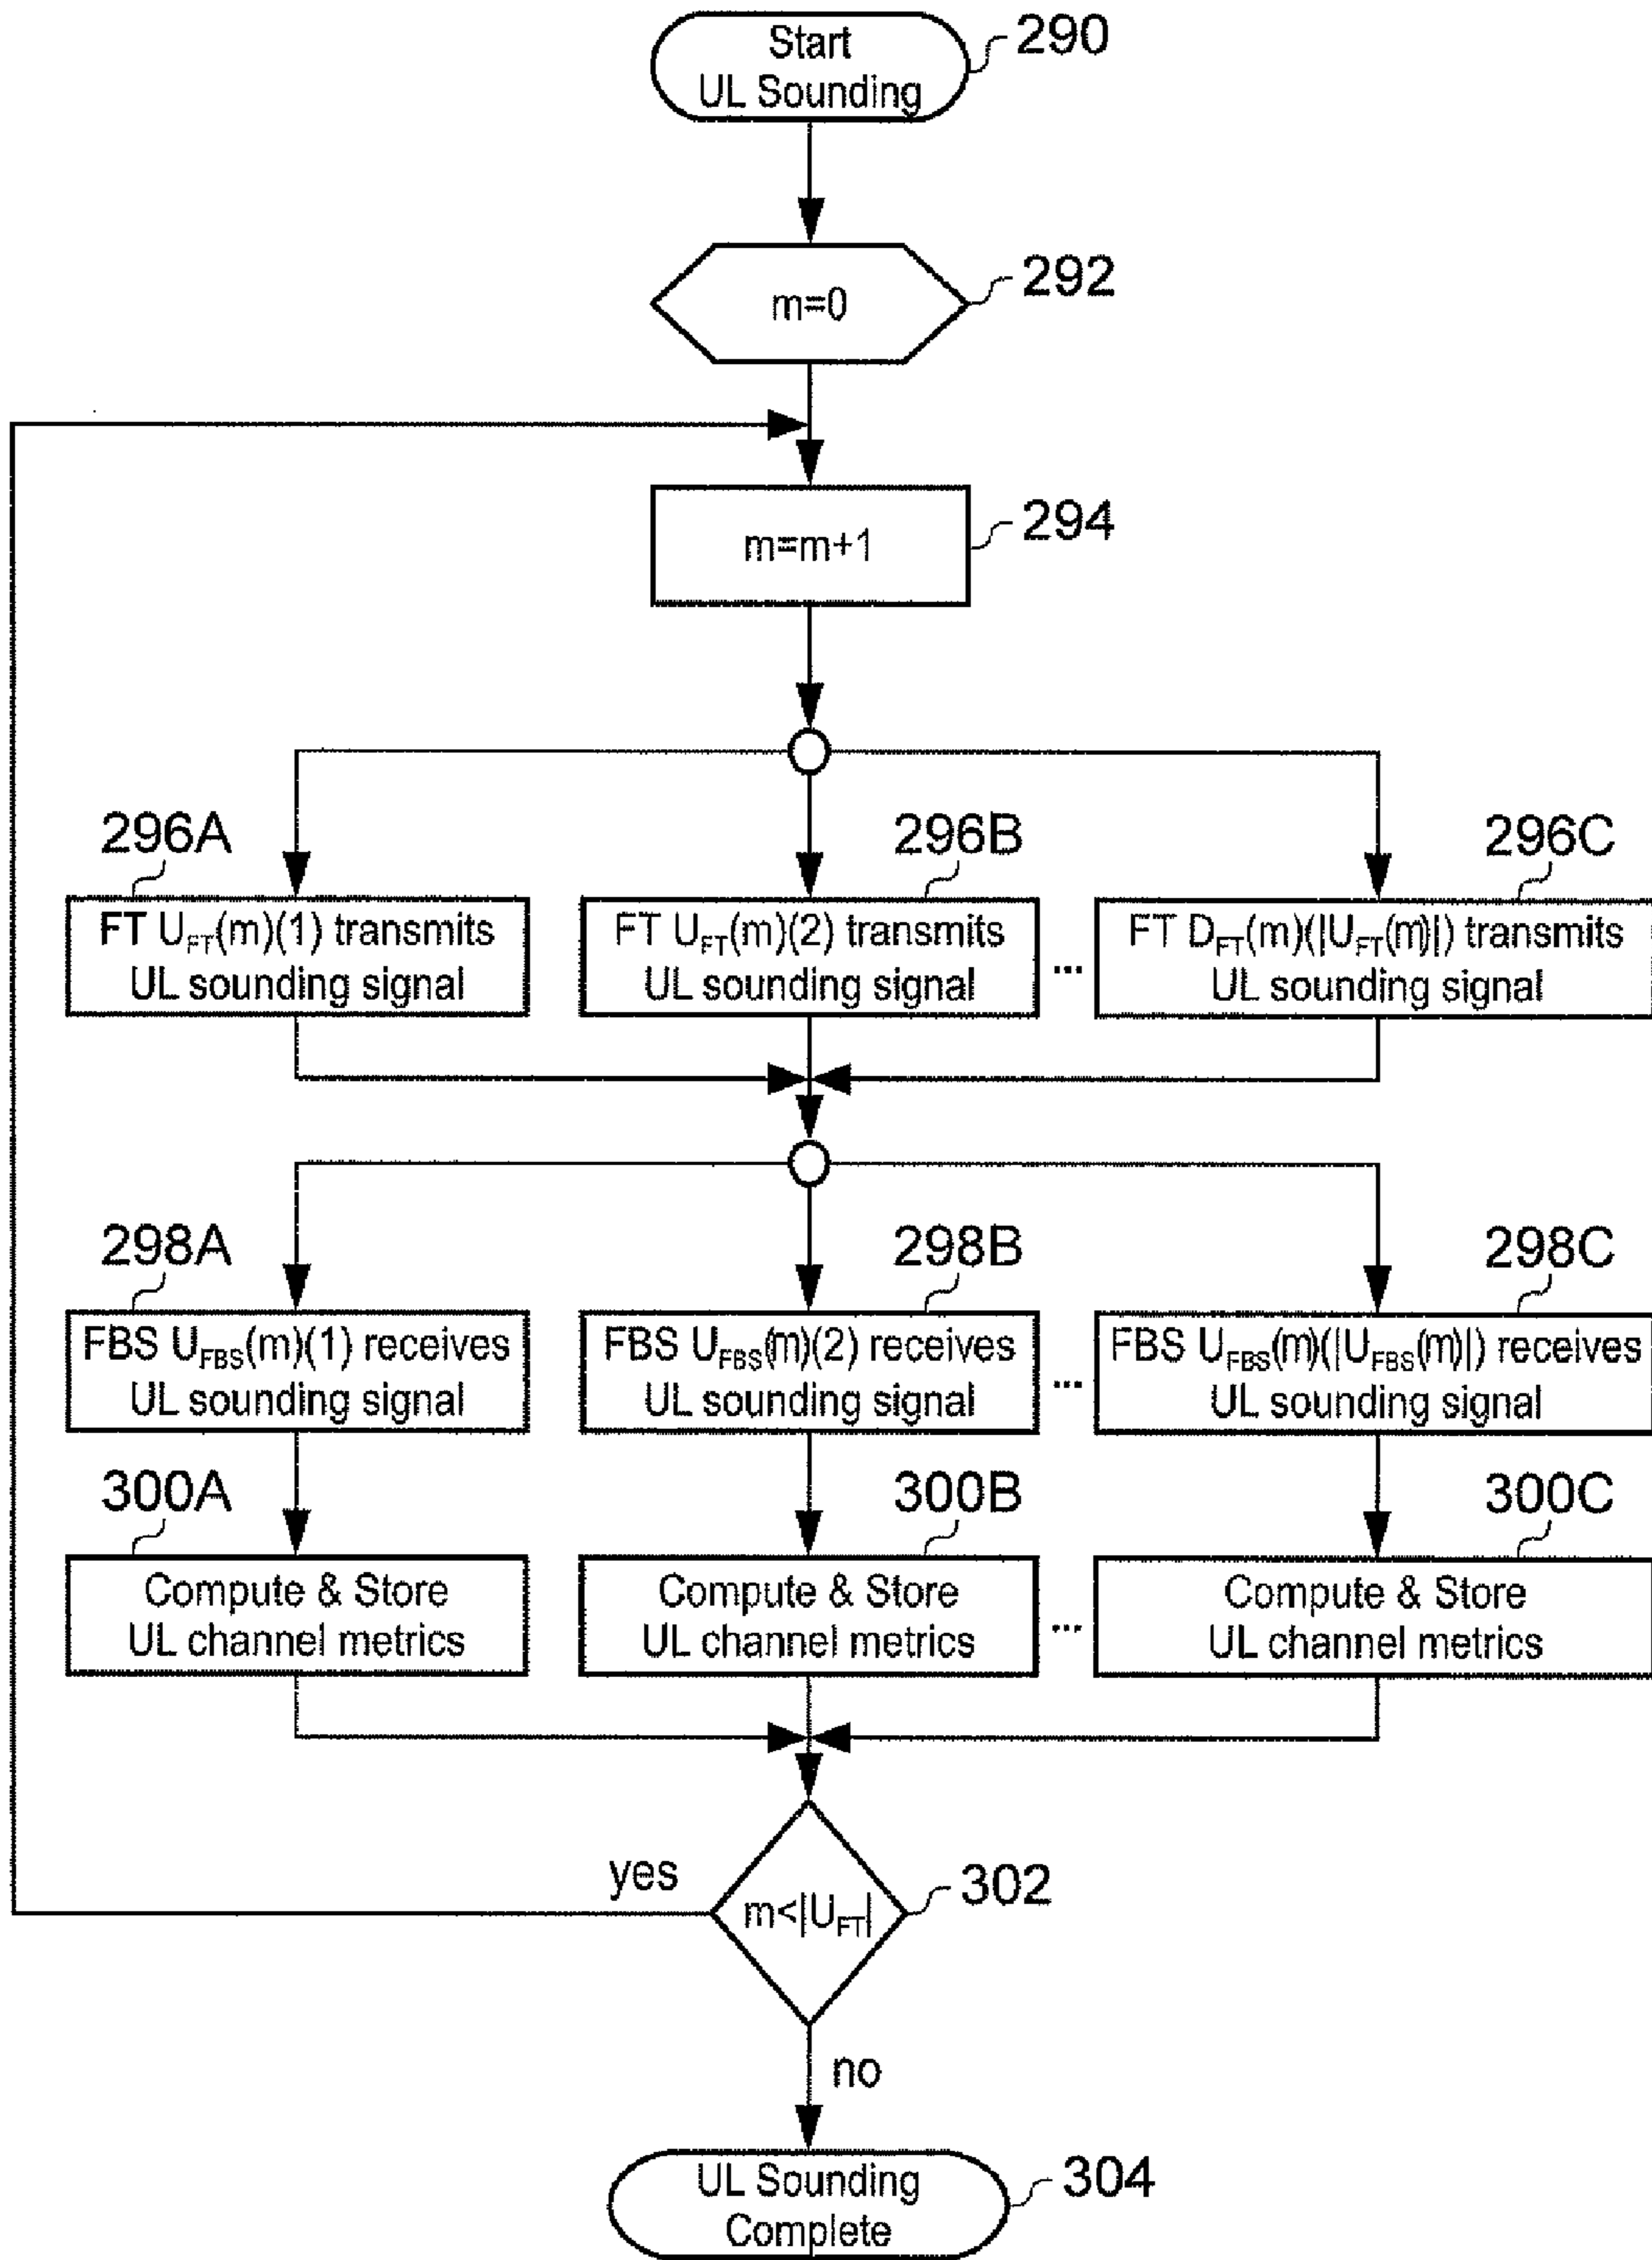 Start
UL Sounding
290
m=0
292
m=m+1
294
296A
296B
296C
FT U_FT(m)(1) transmits
UL sounding signal
FT U_FT(m)(2) transmits
UL sounding signal
...
FT D_FT(m)(|U_FT(m)|) transmits
UL sounding signal
298A
298B
298C
FBS U_FBS(m)(1) receives
UL sounding signal
FBS U_FBS(m)(2) receives
UL sounding signal
...
FBS U_FBS(m)(|U_FBS(m)|) receives
UL sounding signal
300A
300B
300C
Compute & Store
UL channel metrics
Compute & Store
UL channel metrics
...
Compute & Store
UL channel metrics
yes
m<|U_FT|
302
no
UL Sounding
Complete
304